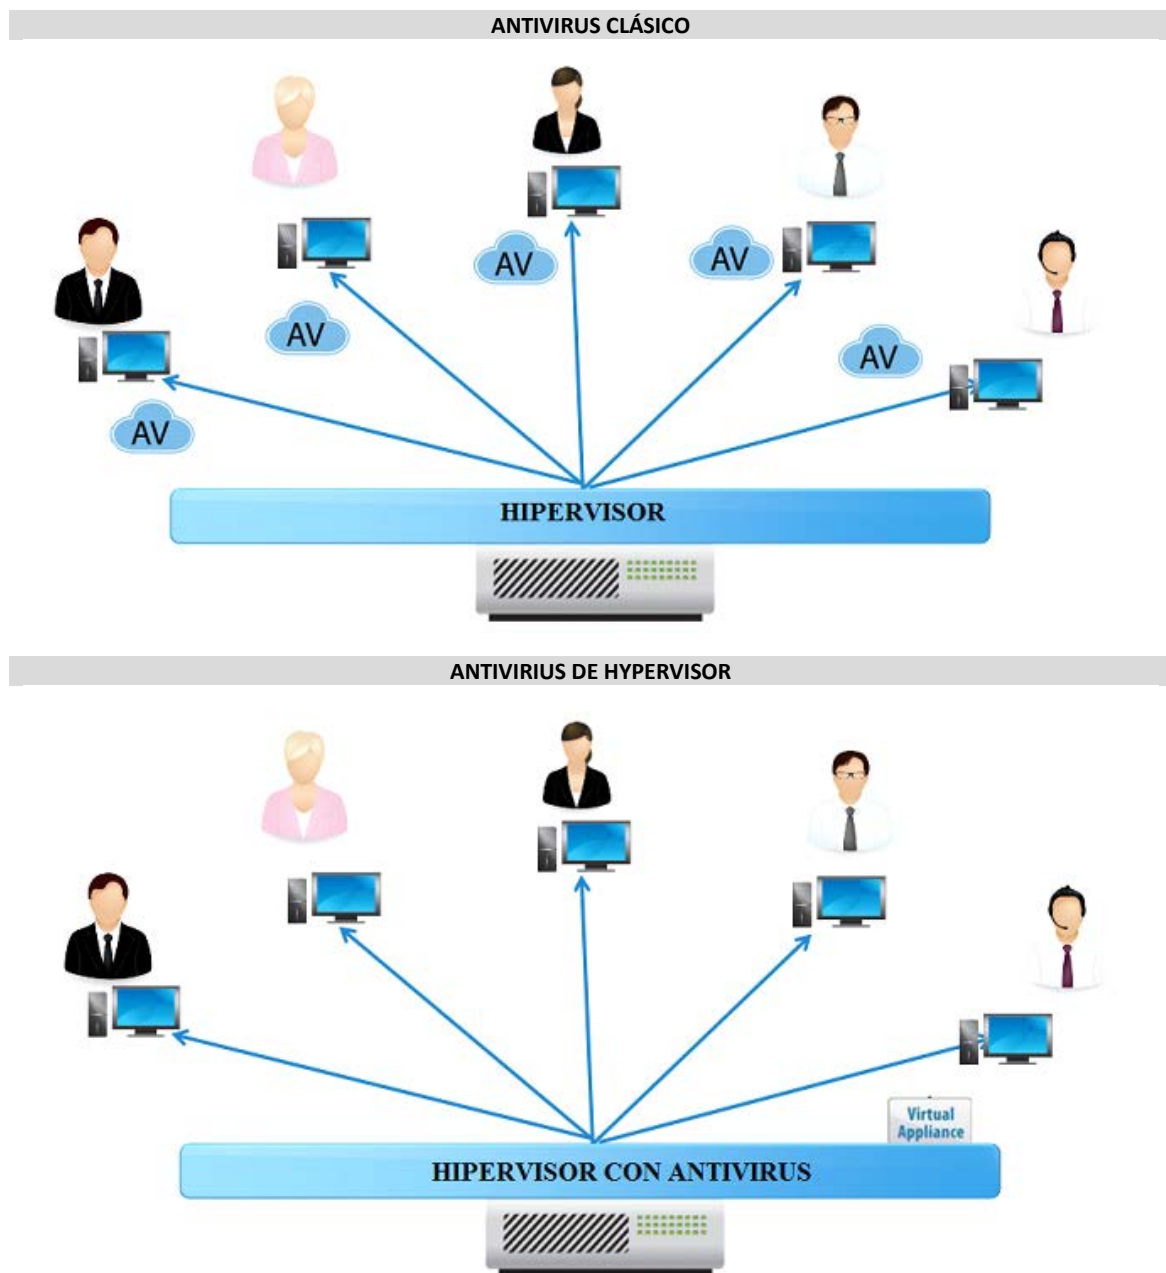 ANTIVIRUS CLÁSICO
AV
AV
AV
AV
AV
HIPERVISOR
ANTIVIRIUS DE HYPERVISOR
Virtual
Appliance
HIPERVISOR CON ANTIVIRUS